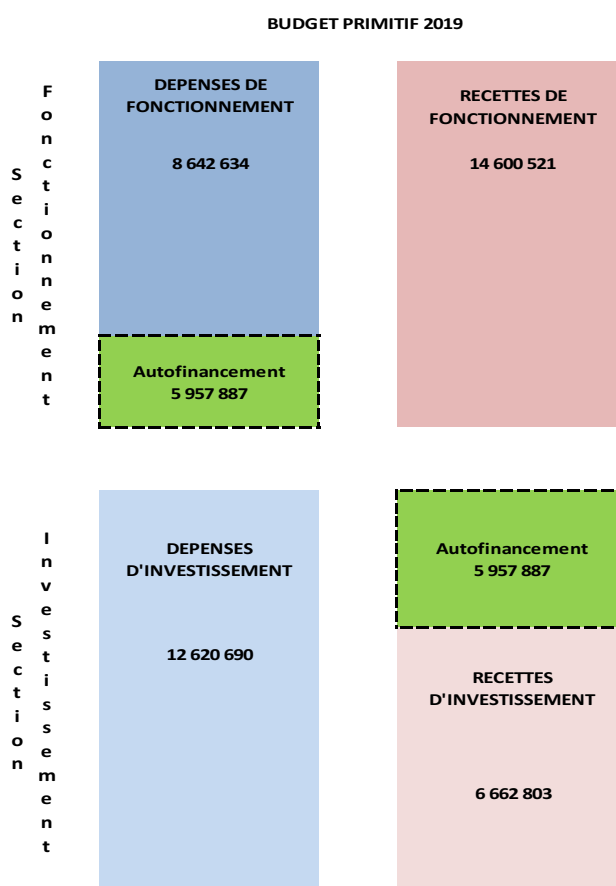 BUDGET PRIMITIF 2019
Section
Fonctionnement
DEPENSES DE
FONCTIONNEMENT
8 642 634
RECETTES DE
FONCTIONNEMENT
14 600 521
Autofinancement
5 957 887
Section
Investissement
DEPENSES
D'INVESTISSEMENT
12 620 690
Autofinancement
5 957 887
RECETTES
D'INVESTISSEMENT
6 662 803